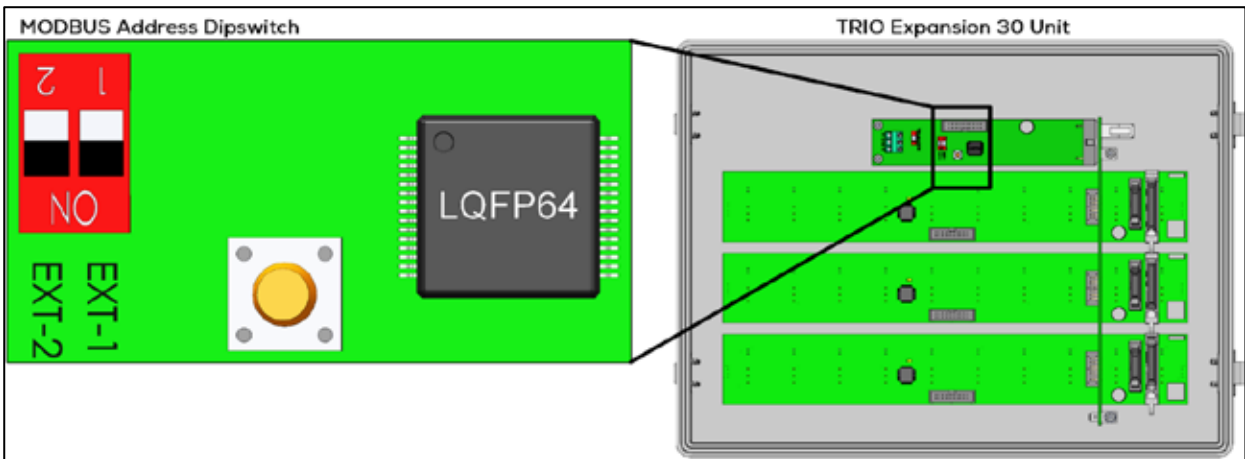 MODBUS Address Dipswitch
TRIO Expansion 30 Unit
2 1
ON
EXT-2
EXT-1
LQFP64